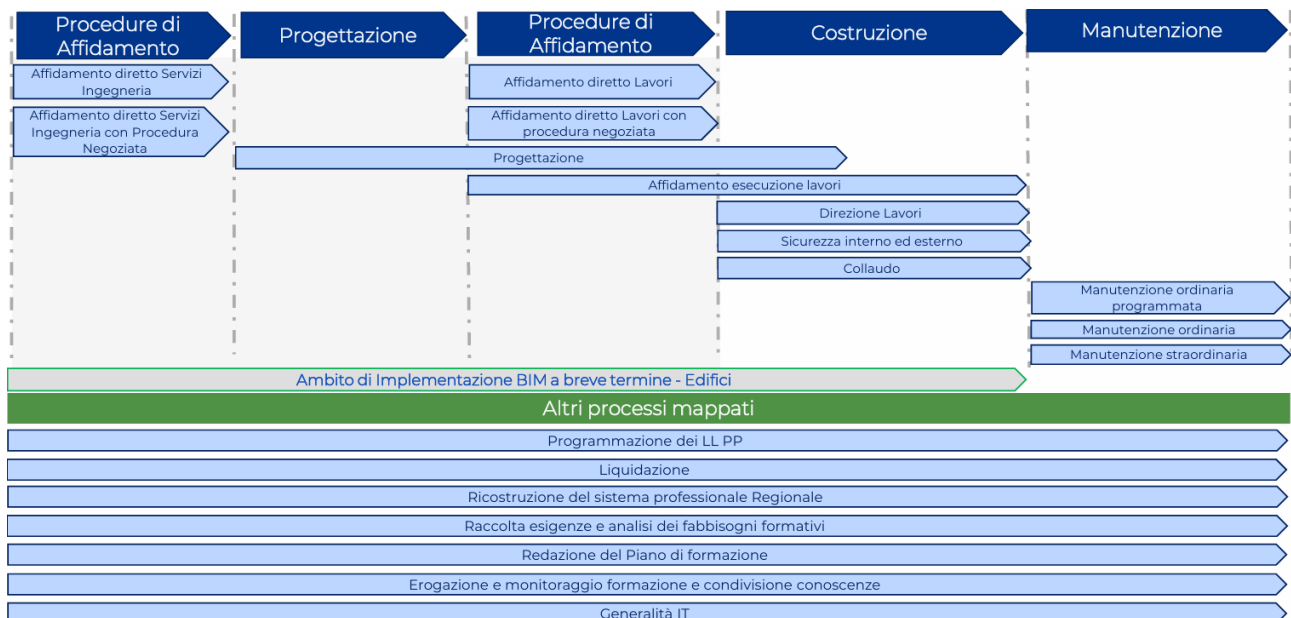 Procedure di
Affidamento
Progettazione
Procedure di
Affidamento
Costruzione
Manutenzione
Affidamento diretto Servizi
Ingegneria
Affidamento diretto Lavori
Affidamento diretto Servizi
Ingegneria con Procedura
Negoziata
Affidamento diretto Lavori con
procedura negoziata
Progettazione
Affidamento esecuzione lavori
Direzione Lavori
Sicurezza interno ed esterno
Collaudo
Manutenzione ordinaria
programmata
Manutenzione ordinaria
Manutenzione straordinaria
Ambito di Implementazione BIM a breve termine - Edifici
Altri processi mappati
Programmazione dei LL PP
Liquidazione
Ricostruzione del sistema professionale Regionale
Raccolta esigenze e analisi dei fabbisogni formativi
Redazione del Piano di formazione
Erogazione e monitoraggio formazione e condivisione conoscenze
Generalità IT